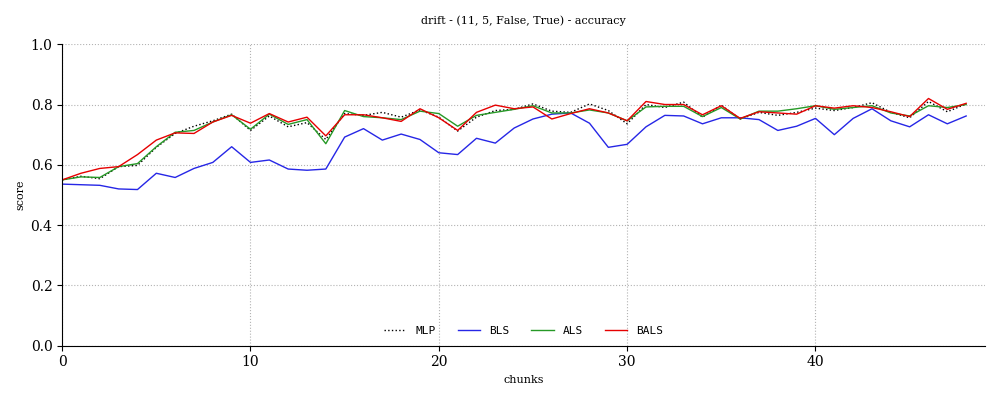 drift - (11, 5, False, True) - accuracy
1.0
0.8
0.6
0.4
0.2
0.0
score
0 10 20 30 40
chunks
MLP BLS ALS BALS